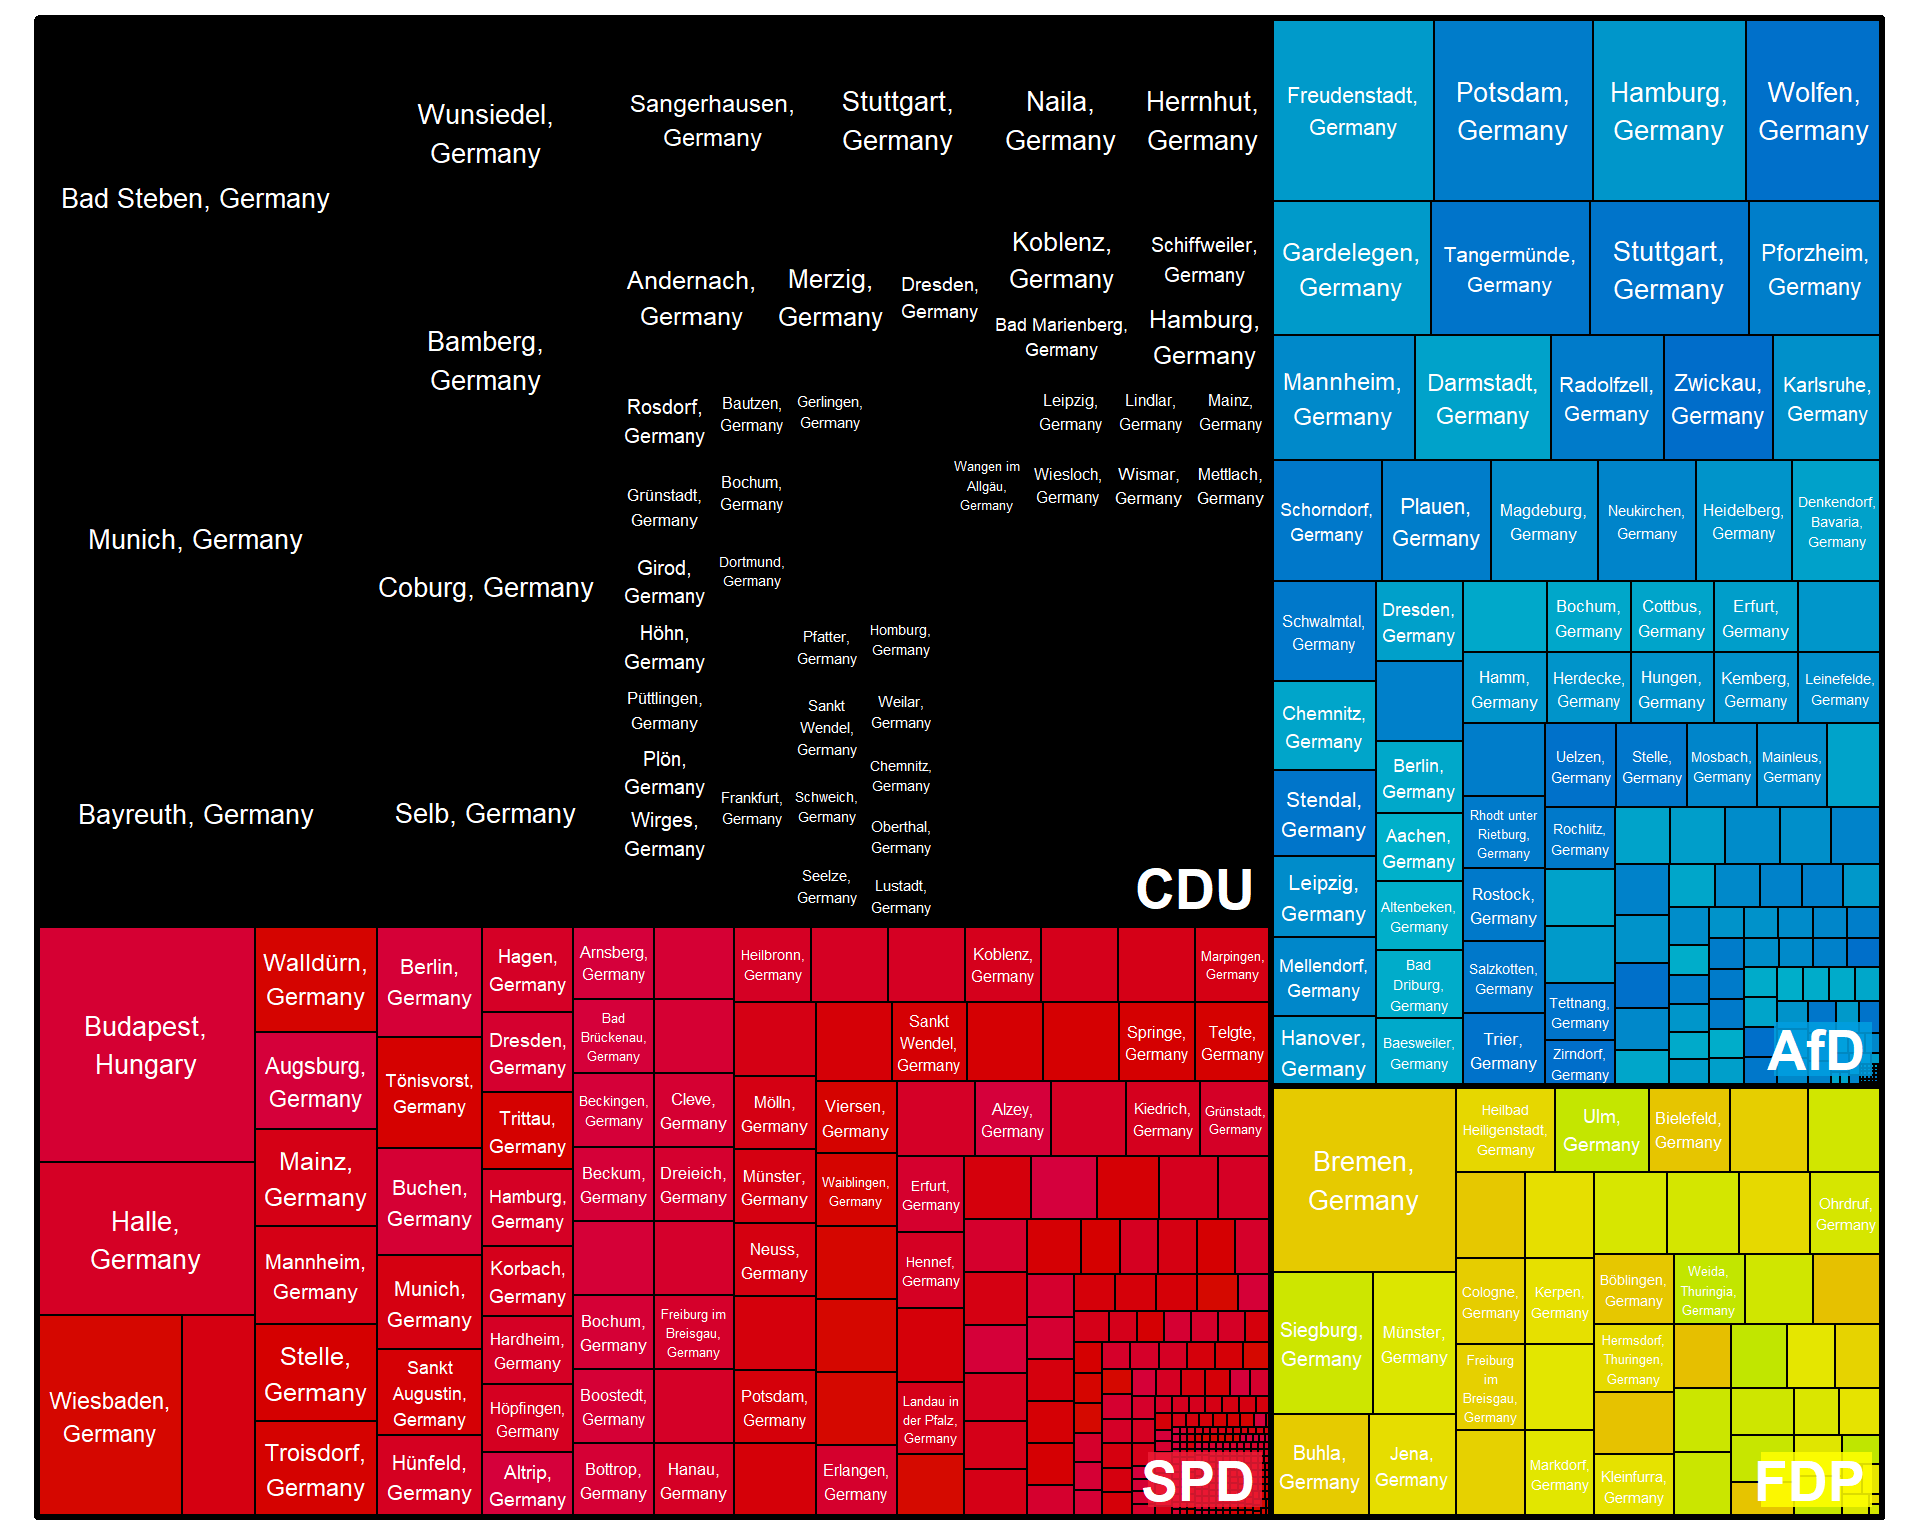 Bad Steben, Germany
Munich, Germany
Bayreuth, Germany
Wunsiedel,
Germany
Bamberg,
Germany
Coburg, Germany
Selb, Germany
Sangerhausen,
Germany
Stuttgart,
Germany
Naila,
Germany
Herrnhut,
Germany
Andernach,
Germany
Merzig,
Germany
Dresden,
Germany
Koblenz,
Germany
Schiffweiler,
Germany
Bad Marienberg,
Germany
Hamburg,
Germany
Rosdorf,
Germany
Grünstadt,
Germany
Girod,
Germany
Höhn,
Germany
Püttlingen,
Germany
Plön,
Germany
Wirges,
Germany
Bautzen,
Germany
Bochum,
Germany
Dortmund,
Germany
Frankfurt,
Germany
Gerlingen,
Germany
Pfatter,
Germany
Sankt
Wendel,
Germany
Schweich,
Germany
Seelze,
Germany
Homburg,
Germany
Weilar,
Germany
Chemnitz,
Germany
Oberthal,
Germany
Lustadt,
Germany
Leipzig,
Germany
Lindlar,
Germany
Mainz,
Germany
Wangen im
Allgäu,
Germany
Wiesloch,
Germany
Wismar,
Germany
Mettlach,
Germany
CDU
Freudenstadt,
Germany
Potsdam,
Germany
Hamburg,
Germany
Wolfen,
Germany
Gardelegen,
Germany
Tangermünde,
Germany
Stuttgart,
Germany
Pforzheim,
Germany
Mannheim,
Germany
Darmstadt,
Germany
Radolfzell,
Germany
Zwickau,
Germany
Karlsruhe,
Germany
Schorndorf,
Germany
Plauen,
Germany
Magdeburg,
Germany
Neukirchen,
Germany
Heidelberg,
Germany
Denkendorf,
Bavaria,
Germany
Schwalmtal,
Germany
Chemnitz,
Germany
Stendal,
Germany
Leipzig,
Germany
Mellendorf,
Germany
Hanover,
Germany
Dresden,
Germany
Berlin,
Germany
Aachen,
Germany
Altenbeken,
Germany
Bad
Driburg,
Germany
Baesweiler,
Germany
Bochum,
Germany
Cottbus,
Germany
Erfurt,
Germany
Hamm,
Germany
Herdecke,
Germany
Hungen,
Germany
Kemberg,
Germany
Leinefelde,
Germany
Rhodt unter
Rietburg,
Germany
Rostock,
Germany
Salzkotten,
Germany
Trier,
Germany
Uelzen,
Germany
Stelle,
Germany
Mosbach,
Germany
Mainleus,
Germany
Rochlitz,
Germany
Tettnang,
Germany
Zirndorf,
Germany
AfD
Budapest,
Hungary
Halle,
Germany
Wiesbaden,
Germany
Walldürn,
Germany
Augsburg,
Germany
Mainz,
Germany
Mannheim,
Germany
Stelle,
Germany
Troisdorf,
Germany
Berlin,
Germany
Tönisvorst,
Germany
Buchen,
Germany
Munich,
Germany
Sankt
Augustin,
Germany
Hünfeld,
Germany
Hagen,
Germany
Dresden,
Germany
Trittau,
Germany
Hamburg,
Germany
Korbach,
Germany
Hardheim,
Germany
Höpfingen,
Germany
Altrip,
Germany
Arnsberg,
Germany
Bad
Brückenau,
Germany
Beckingen,
Germany
Beckum,
Germany
Bochum,
Germany
Boostedt,
Germany
Bottrop,
Germany
Cleve,
Germany
Dreieich,
Germany
Freiburg im
Breisgau,
Germany
Hanau,
Germany
Heilbronn,
Germany
Mölln,
Germany
Münster,
Germany
Neuss,
Germany
Potsdam,
Germany
Viersen,
Germany
Waiblingen,
Germany
Erlangen,
Germany
Koblenz,
Germany
Marpingen,
Germany
Sankt
Wendel,
Germany
Springe,
Germany
Telgte,
Germany
Alzey,
Germany
Kiedrich,
Germany
Grünstadt,
Germany
Erfurt,
Germany
Hennef,
Germany
Landau in
der Pfalz,
Germany
SPD
Bremen,
Germany
Siegburg,
Germany
Münster,
Germany
Buhla,
Germany
Jena,
Germany
Heilbad
Heiligenstadt,
Germany
Ulm,
Germany
Bielefeld,
Germany
Ohrdruf,
Germany
Cologne,
Germany
Kerpen,
Germany
Freiburg
im
Breisgau,
Germany
Markdorf,
Germany
Böblingen,
Germany
Weida,
Thuringia,
Germany
Hermsdorf,
Thuringen,
Germany
Kleinfurra,
Germany
FDP